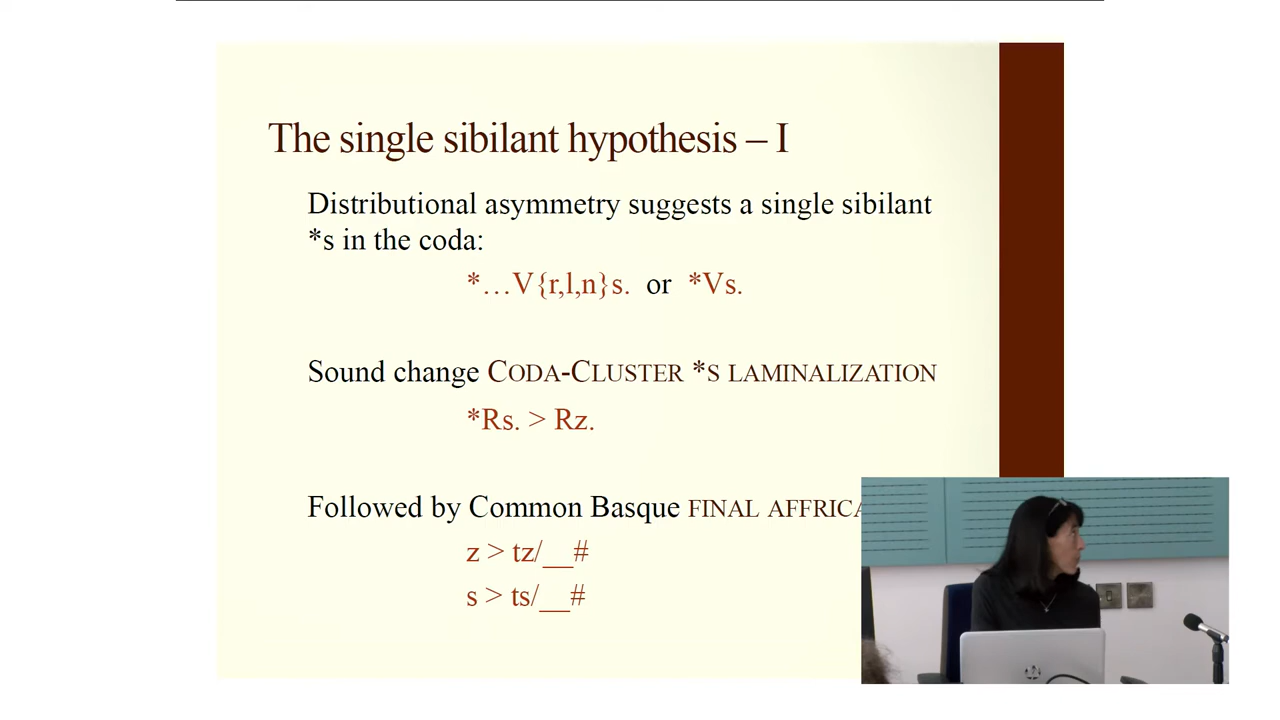 The single sibilant hypothesis – I
Distributional asymmetry suggests a single sibilant
*s in the coda:
*…V{r,l,n}s. or *Vs.
Sound change CODA-CLUSTER *S LAMINALIZATION
*Rs. > Rz.
Followed by Common Basque FINAL AFFRICA
z > tz/__#
s > ts/__#